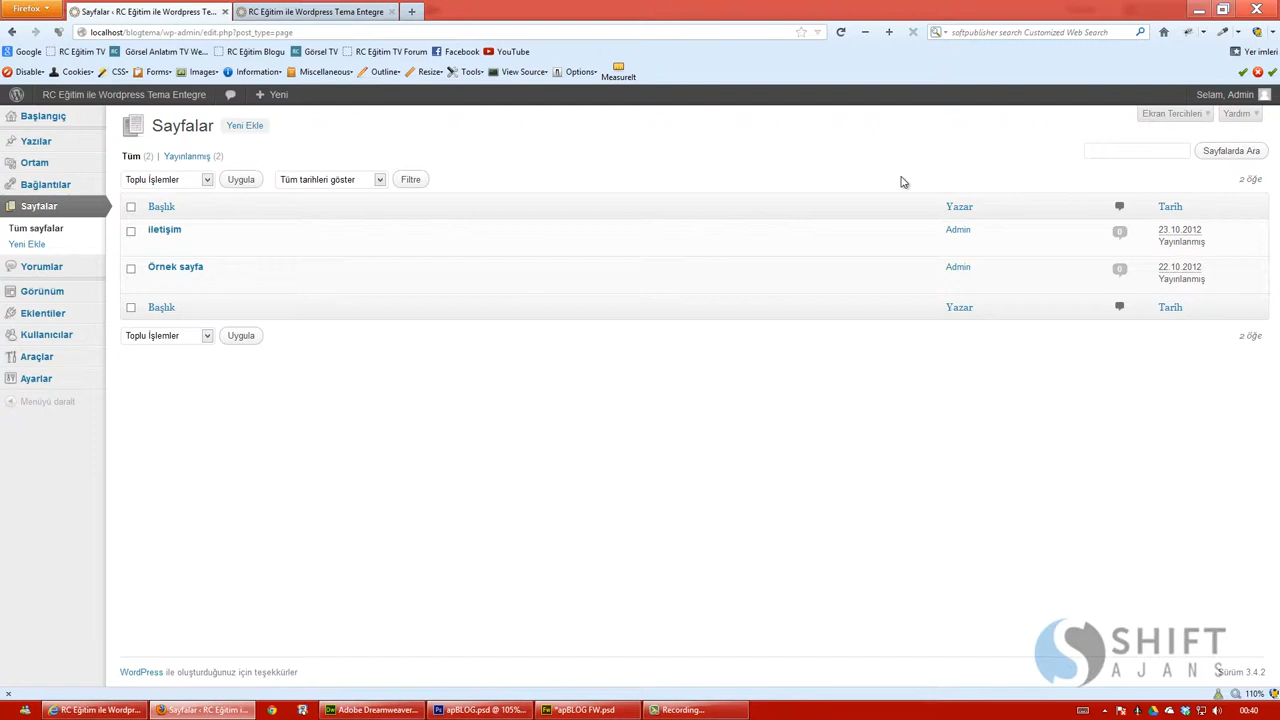 Firefox
Sayfalar ‹ RC Eğitim ile Wordpress Te...
RC Eğitim ile Wordpress Tema Entegre
localhost/blogtema/wp-admin/edit.php?post_type=page
softpublisher search Customized Web Search
Google
RC Eğitim TV
Görsel Anlatım TV We...
RC Eğitim Blogu
Görsel TV
RC Eğitim TV Forum
Facebook
YouTube
Yer imleri
Disable
Cookies
CSS
Forms
Images
Information
Miscellaneous
Outline
Resize
Tools
View Source
Options
MeasureIt
RC Eğitim ile Wordpress Tema Entegre
Yeni
Selam, Admin
Başlangıç
Yazılar
Ortam
Bağlantılar
Sayfalar
Tüm sayfalar
Yeni Ekle
Yorumlar
Görünüm
Eklentiler
Kullanıcılar
Araçlar
Ayarlar
Menüyü daralt
Sayfalar Yeni Ekle
Ekran Tercihleri
Yardım
Tüm (2) | Yayınlanmış (2)
Sayfalarda Ara
Toplu İşlemler
Uygula
Tüm tarihleri göster
Filtre
2 öğe
Başlık Yazar Tarih
iletişim Admin 0 23.10.2012
Yayınlanmış
Örnek sayfa Admin 0 22.10.2012
Yayınlanmış
Başlık Yazar Tarih
Toplu İşlemler
Uygula
2 öğe
SHIFT
AJANS
WordPress ile oluşturduğunuz için teşekkürler
Sürüm 3.4.2
110%
RC Eğitim ile Wordpr...
Sayfalar ‹ RC Eğitim i...
Adobe Dreamweaver...
apBLOG.psd @ 105%...
*apBLOG FW.psd
Recording...
00:40